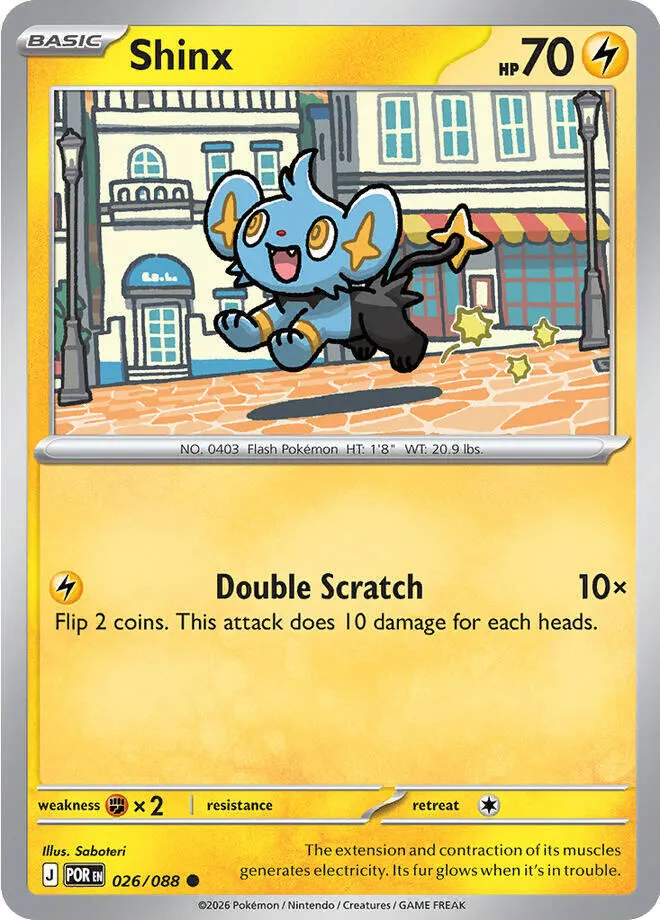 BASIC
Shinx
HP 70
NO. 0403 Flash Pokémon HT: 1'8" WT: 20.9 lbs.
Double Scratch 10×
Flip 2 coins. This attack does 10 damage for each heads.
weakness ×2 resistance retreat
Illus. Saboteri
The extension and contraction of its muscles
generates electricity. Its fur glows when it's in trouble.
J POR EN 026/088
©2026 Pokémon / Nintendo / Creatures / GAME FREAK